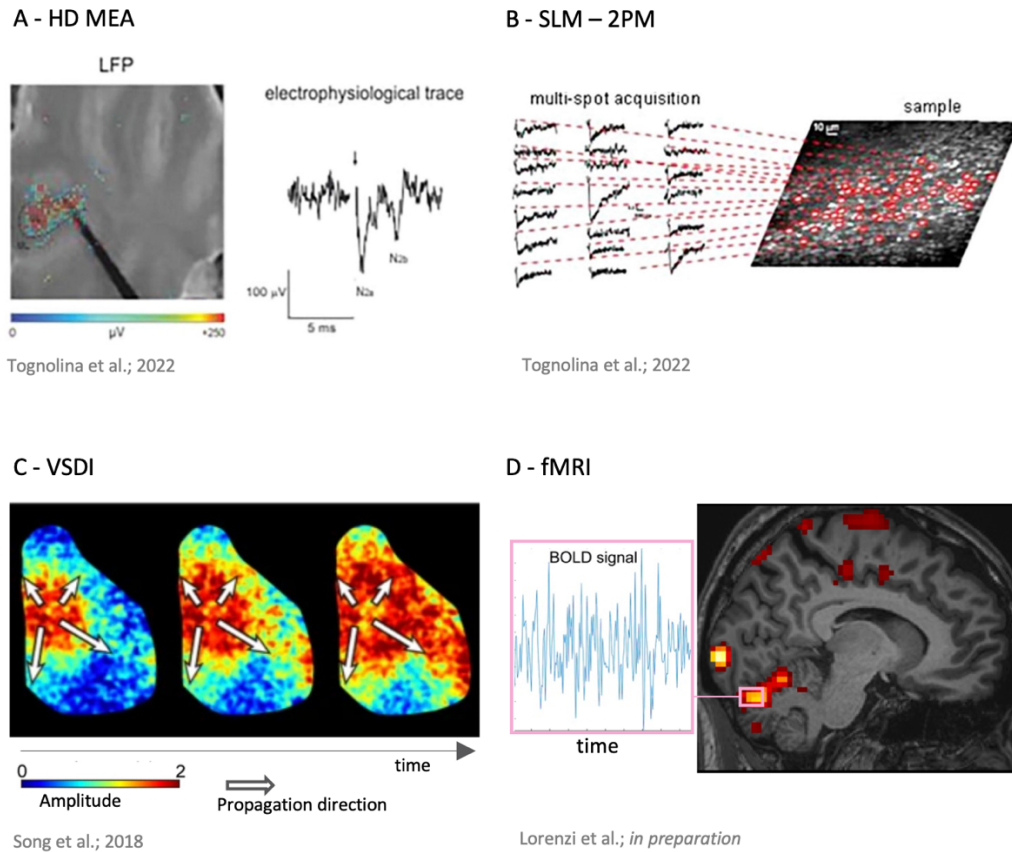 A - HD MEA
LFP
electrophysiological trace
N2b
N2a
100 µV
5 ms
0
µV
+250
Tognolina et al.; 2022
B - SLM – 2PM
multi-spot acquisition
sample
10 µm
Tognolina et al.; 2022
C - VSDI
time
0
2
Amplitude
Propagation direction
Song et al.; 2018
D - fMRI
BOLD signal
time
Lorenzi et al.; in preparation